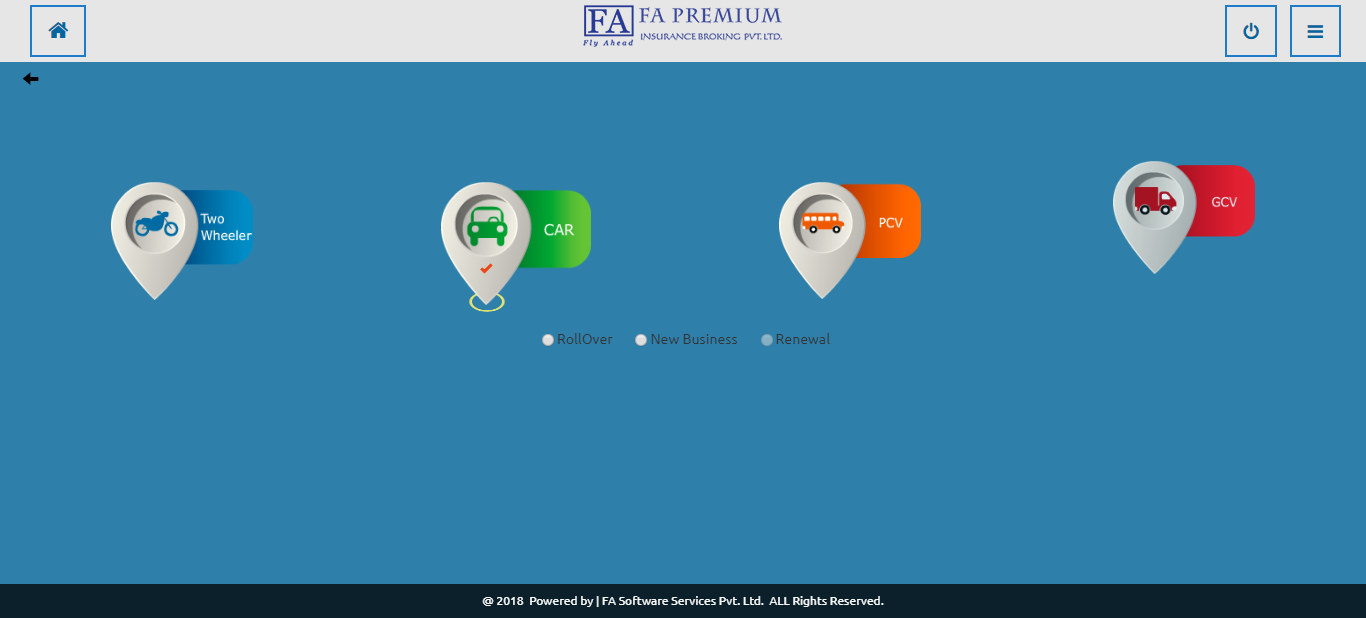 FA FA PREMIUM
Fly Ahead INSURANCE BROKING PVT. LTD.
Two
Wheeler
CAR
PCV
GCV
RollOver New Business Renewal
@ 2018 Powered by | FA Software Services Pvt. Ltd. ALL Rights Reserved.